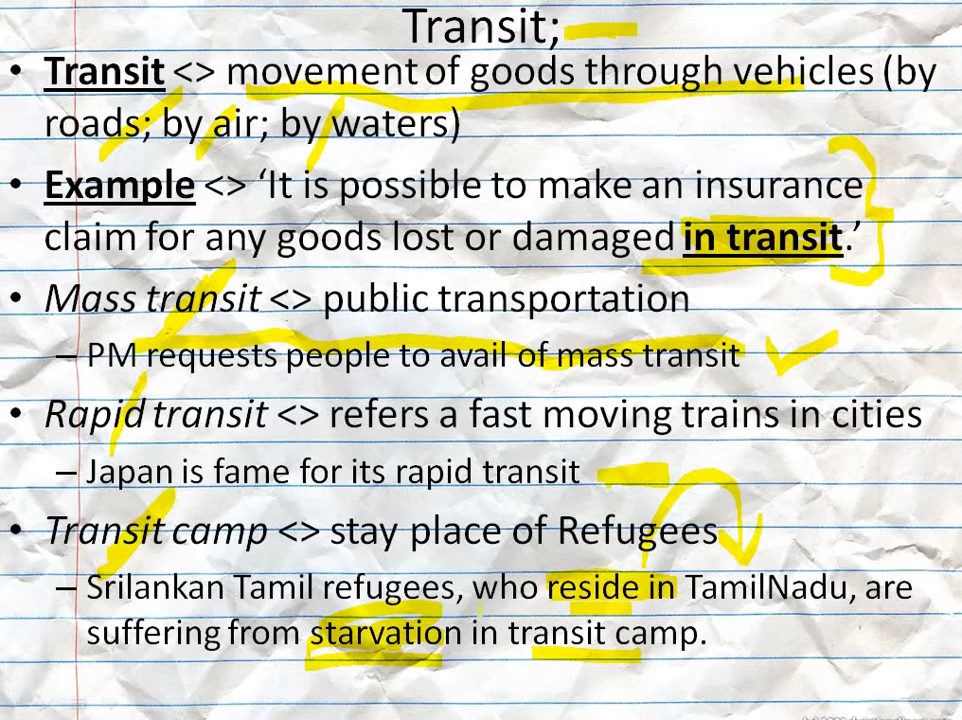 Transit;
• Transit <> movement of goods through vehicles (by
roads; by air; by waters)
• Example <> ‘It is possible to make an insurance
claim for any goods lost or damaged in transit.’
• Mass transit <> public transportation
– PM requests people to avail of mass transit
• Rapid transit <> refers a fast moving trains in cities
– Japan is fame for its rapid transit
• Transit camp <> stay place of Refugees
– Srilankan Tamil refugees, who reside in TamilNadu, are
suffering from starvation in transit camp.